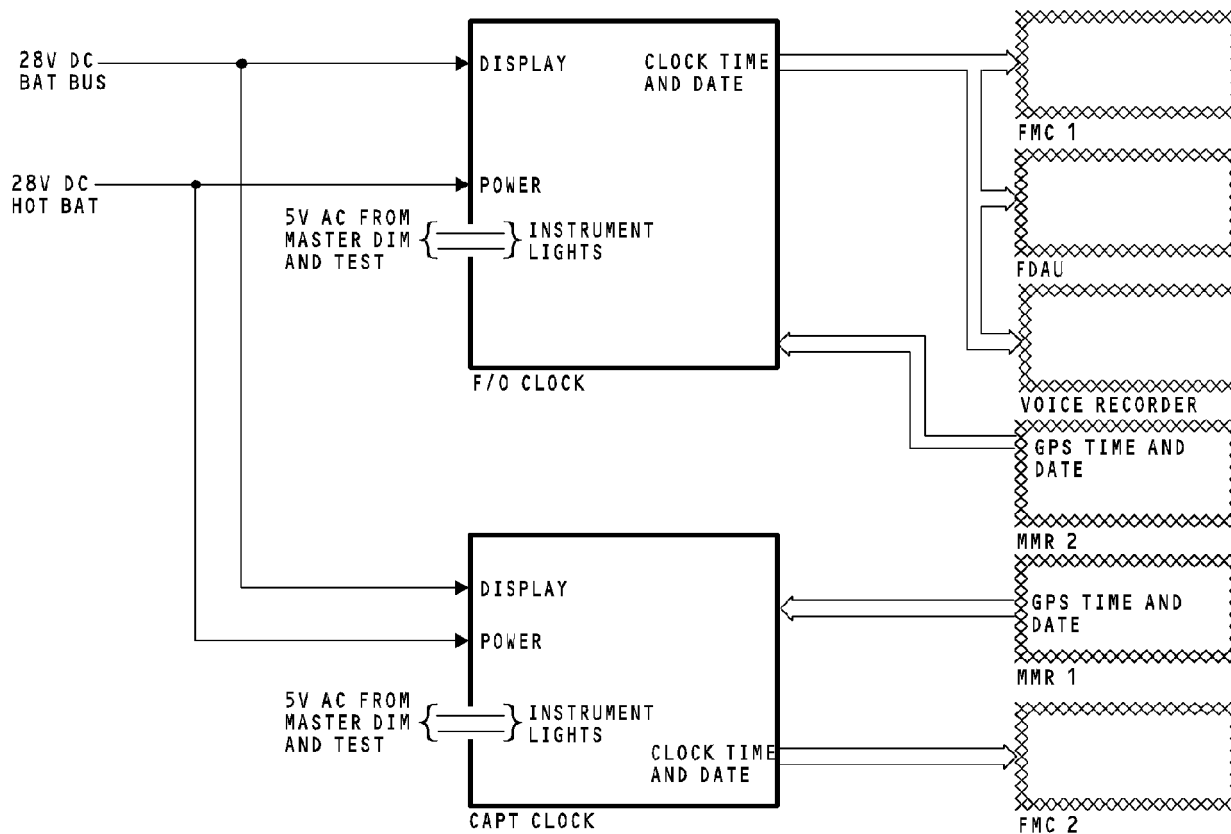 28V DC
BAT BUS
28V DC
HOT BAT
DISPLAY
POWER
5V AC FROM
MASTER DIM
AND TEST
INSTRUMENT
LIGHTS
CLOCK TIME
AND DATE
F/O CLOCK
FMC 1
FDAU
VOICE RECORDER
GPS TIME AND
DATE
MMR 2
DISPLAY
POWER
5V AC FROM
MASTER DIM
AND TEST
INSTRUMENT
LIGHTS
CLOCK TIME
AND DATE
CAPT CLOCK
GPS TIME AND
DATE
MMR 1
FMC 2